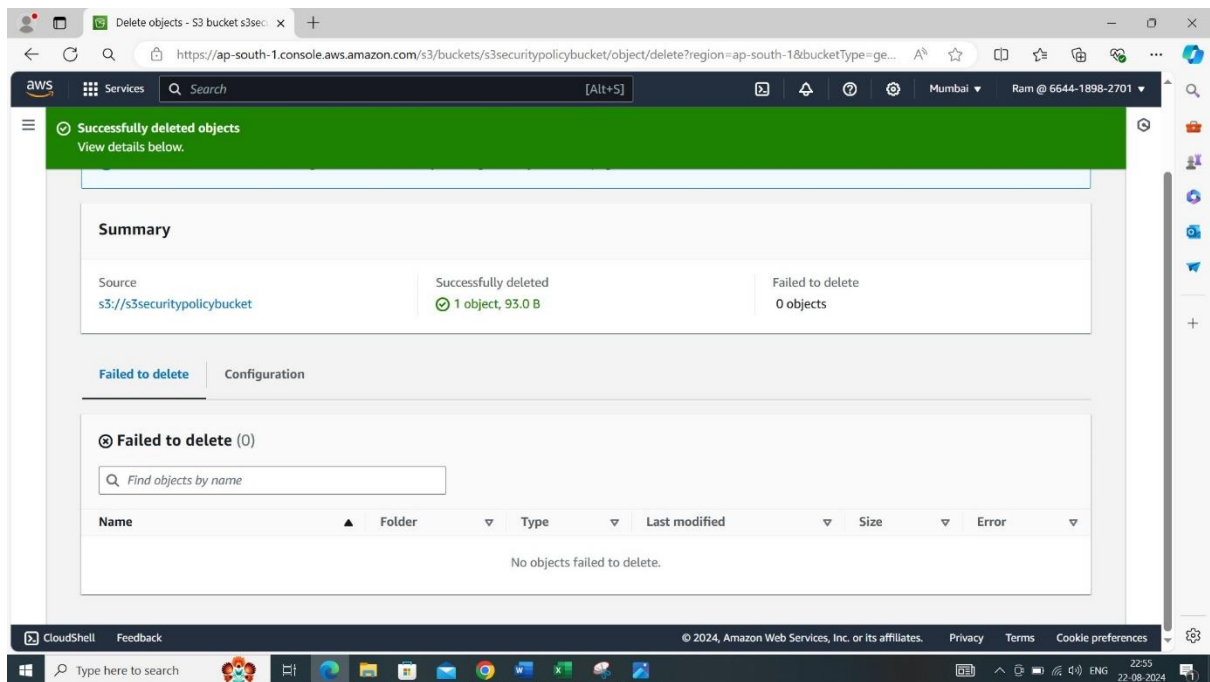 Delete objects - S3 bucket s3sec
https://ap-south-1.console.aws.amazon.com/s3/buckets/s3securitypolicybucket/object/delete?region=ap-south-1&bucketType=ge...
aws Services Search [Alt+S] Mumbai Ram @ 6644-1898-2701
Successfully deleted objects
View details below.
Summary
Source Successfully deleted Failed to delete
s3://s3securitypolicybucket 1 object, 93.0 B 0 objects
Failed to delete Configuration
Failed to delete (0)
Find objects by name
Name Folder Type Last modified Size Error
No objects failed to delete.
CloudShell Feedback © 2024, Amazon Web Services, Inc. or its affiliates. Privacy Terms Cookie preferences
Type here to search ENG 22:55
22-08-2024